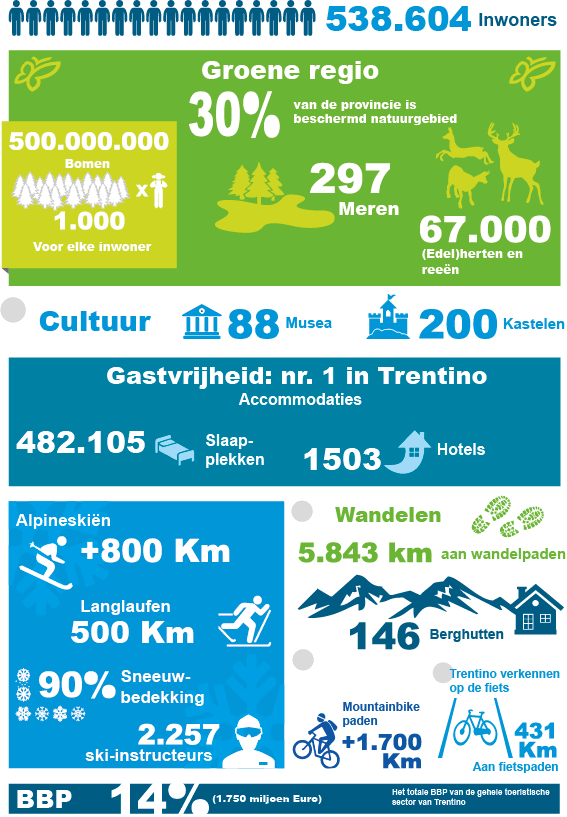 538.604 Inwoners
Groene regio
30% van de provincie is
beschermd natuurgebied
500.000.000
Bomen
x
1.000
Voor elke inwoner
297
Meren
67.000
(Edel)herten en
reeën
Cultuur
88 Musea
200 Kastelen
Gastvrijheid: nr. 1 in Trentino
Accommodaties
482.105 Slaap-
plekken
1503 Hotels
Alpineskiën
+800 Km
Langlaufen
500 Km
90% Sneeuw-
bedekking
2.257
ski-instructeurs
Wandelen
5.843 km aan wandelpaden
146 Berghutten
Mountainbike
paden
+1.700
Km
Trentino verkennen
op de fiets
431
Km
Aan fietspaden
BBP 14% (1.750 miljoen Euro)
Het totale BBP van de gehele toeristische
sector van Trentino